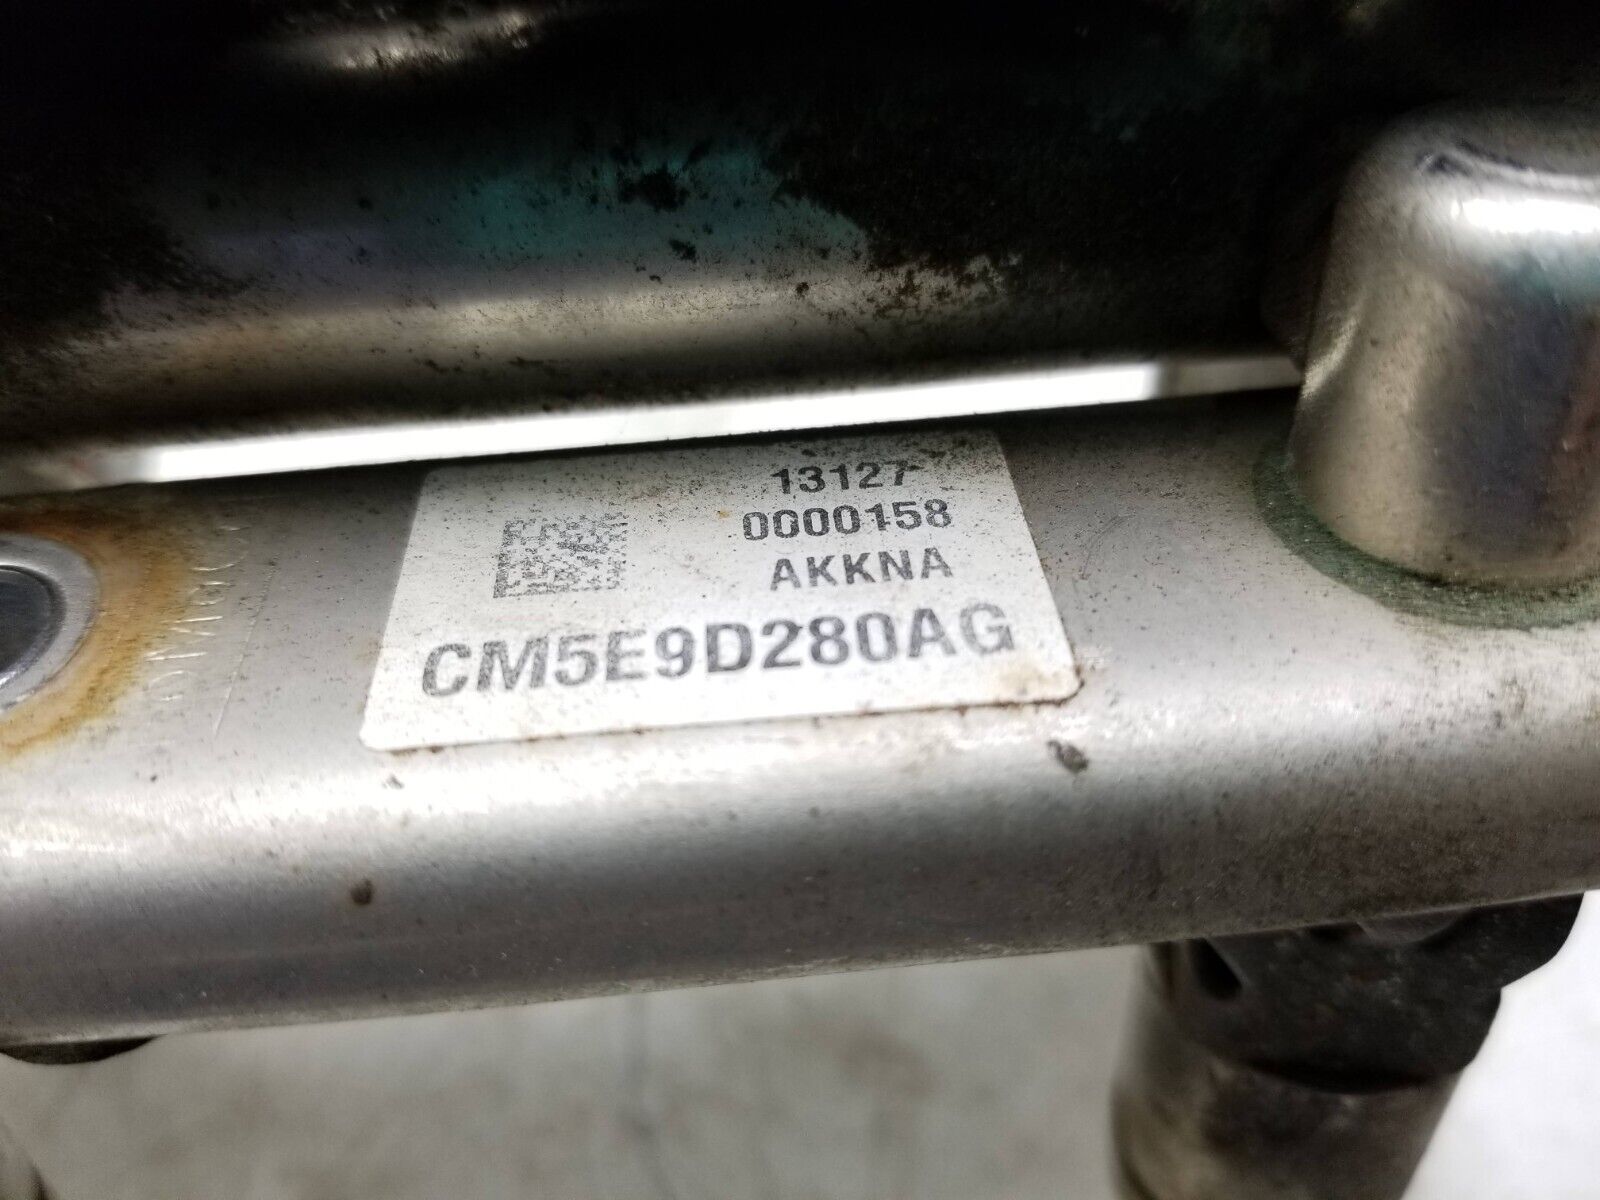 13127
0000158
AKKNA
CM5E9D280AG